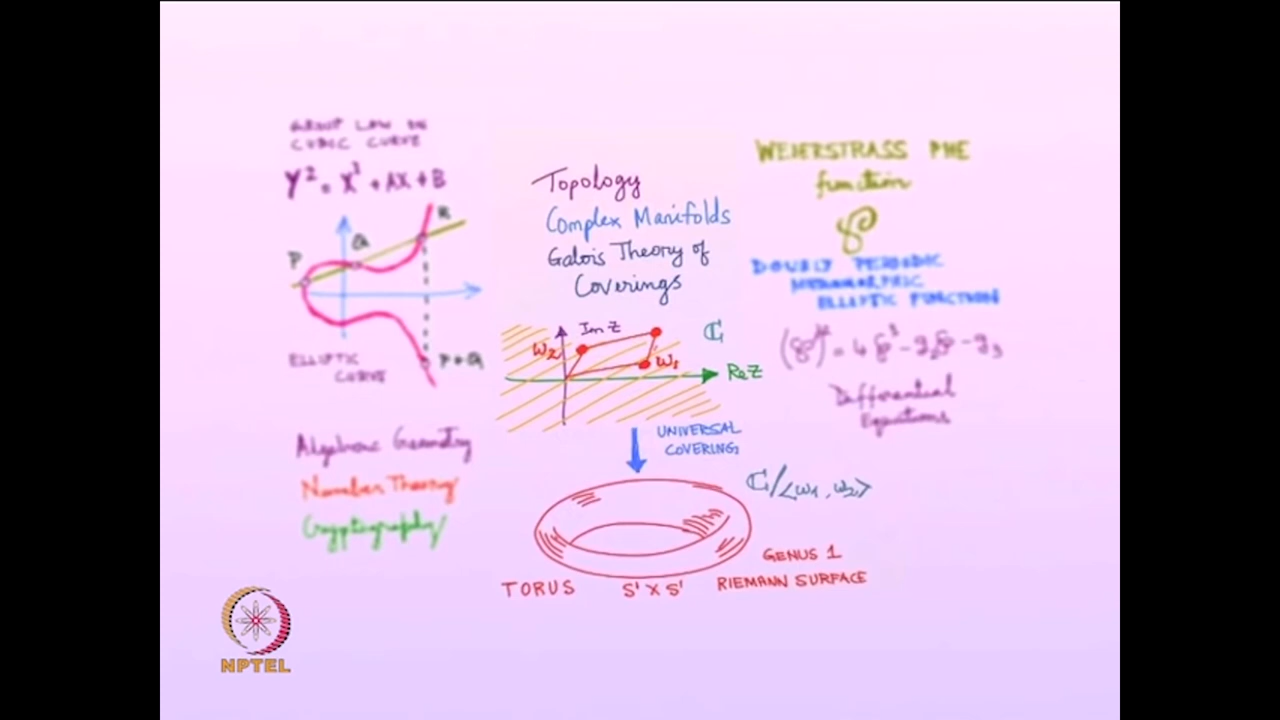 GROUP LAW ON
CUBIC CURVE
Y² = X³ + AX + B
R
Q
P
P+Q
ELLIPTIC
CURVE
Algebraic Geometry
Number Theory
Cryptography
Topology
Complex Manifolds
Galois Theory of
Coverings
Im Z
ℂ
ω₂
ω₁
Re Z
UNIVERSAL
COVERING
ℂ/<ω₁, ω₂>
GENUS 1
TORUS S¹ X S¹ RIEMANN SURFACE
WEIERSTRASS PHE
function
℘
DOUBLY PERIODIC
MEROMORPHIC
ELLIPTIC FUNCTION
(℘')² = 4℘³ - g₂℘ - g₃
Differential
Equations
NPTEL